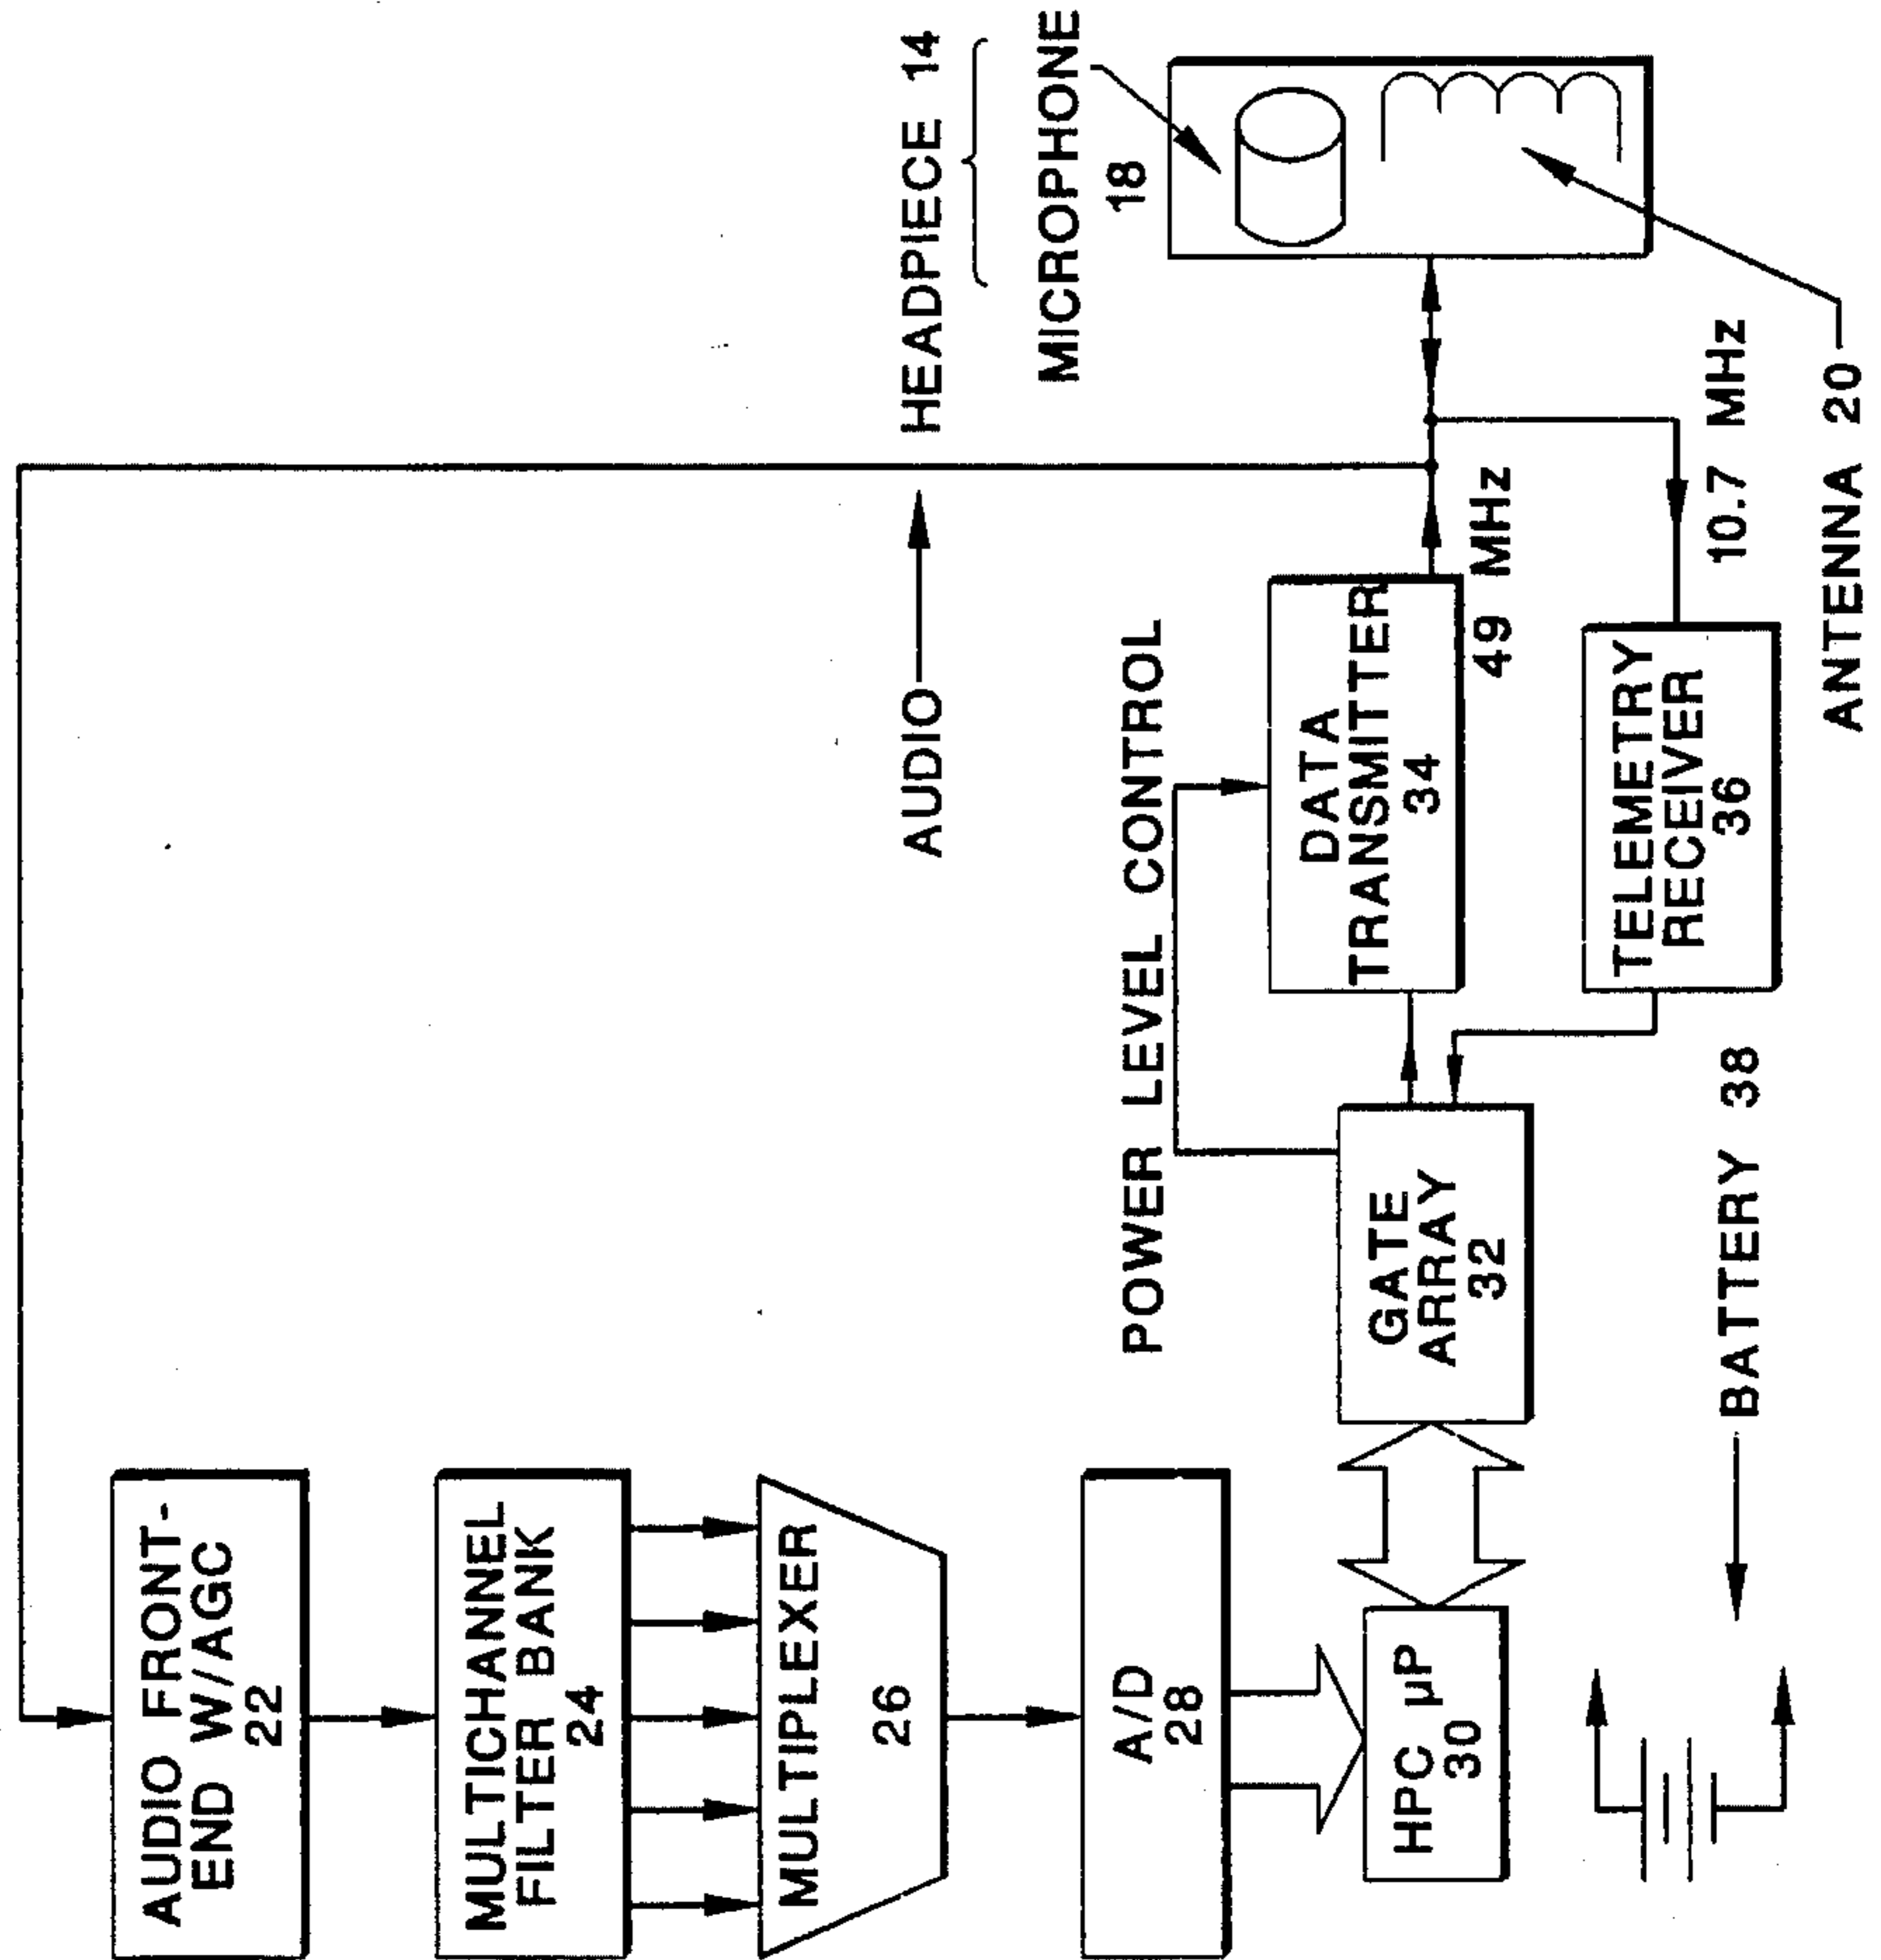 AUDIO FRONT-
END W/AGC
22
MULTICHANNEL
FILTER BANK
24
MULTIPLEXER
26
A/D
28
HPC µP
30
GATE
ARRAY
32
POWER LEVEL CONTROL
DATA
TRANSMITTER
34
49 MHz
TELEMETRY
RECEIVER
36
10.7 MHz
AUDIO
HEADPIECE 14
MICROPHONE
18
ANTENNA 20
BATTERY 38